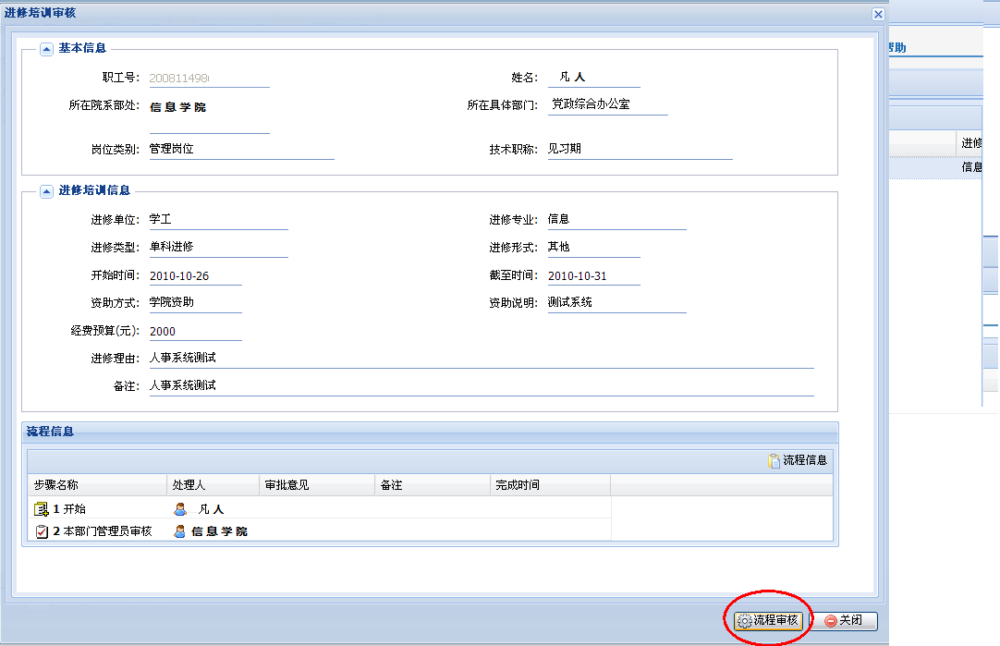 进修培训审核
帮助
基本信息
职工号: 200811498
姓名: 凡 人
所在院系部处: 信息学院
所在具体部门: 党政综合办公室
岗位类别: 管理岗位
技术职称: 见习期
进修
信息
进修培训信息
进修单位: 学工
进修专业: 信息
进修类型: 单科进修
进修形式: 其他
开始时间: 2010-10-26
截至时间: 2010-10-31
资助方式: 学院资助
资助说明: 测试系统
经费预算(元): 2000
进修理由: 人事系统测试
备注: 人事系统测试
流程信息
流程信息
步骤名称 处理人 审批意见 备注 完成时间
1 开始 凡 人
2 本部门管理员审核 信息学院
流程审核 关闭